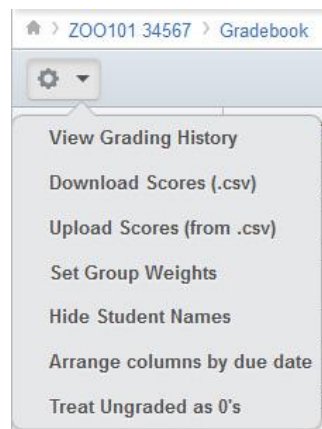 ZOO101 34567 > Gradebook
View Grading History
Download Scores (.csv)
Upload Scores (from .csv)
Set Group Weights
Hide Student Names
Arrange columns by due date
Treat Ungraded as 0's